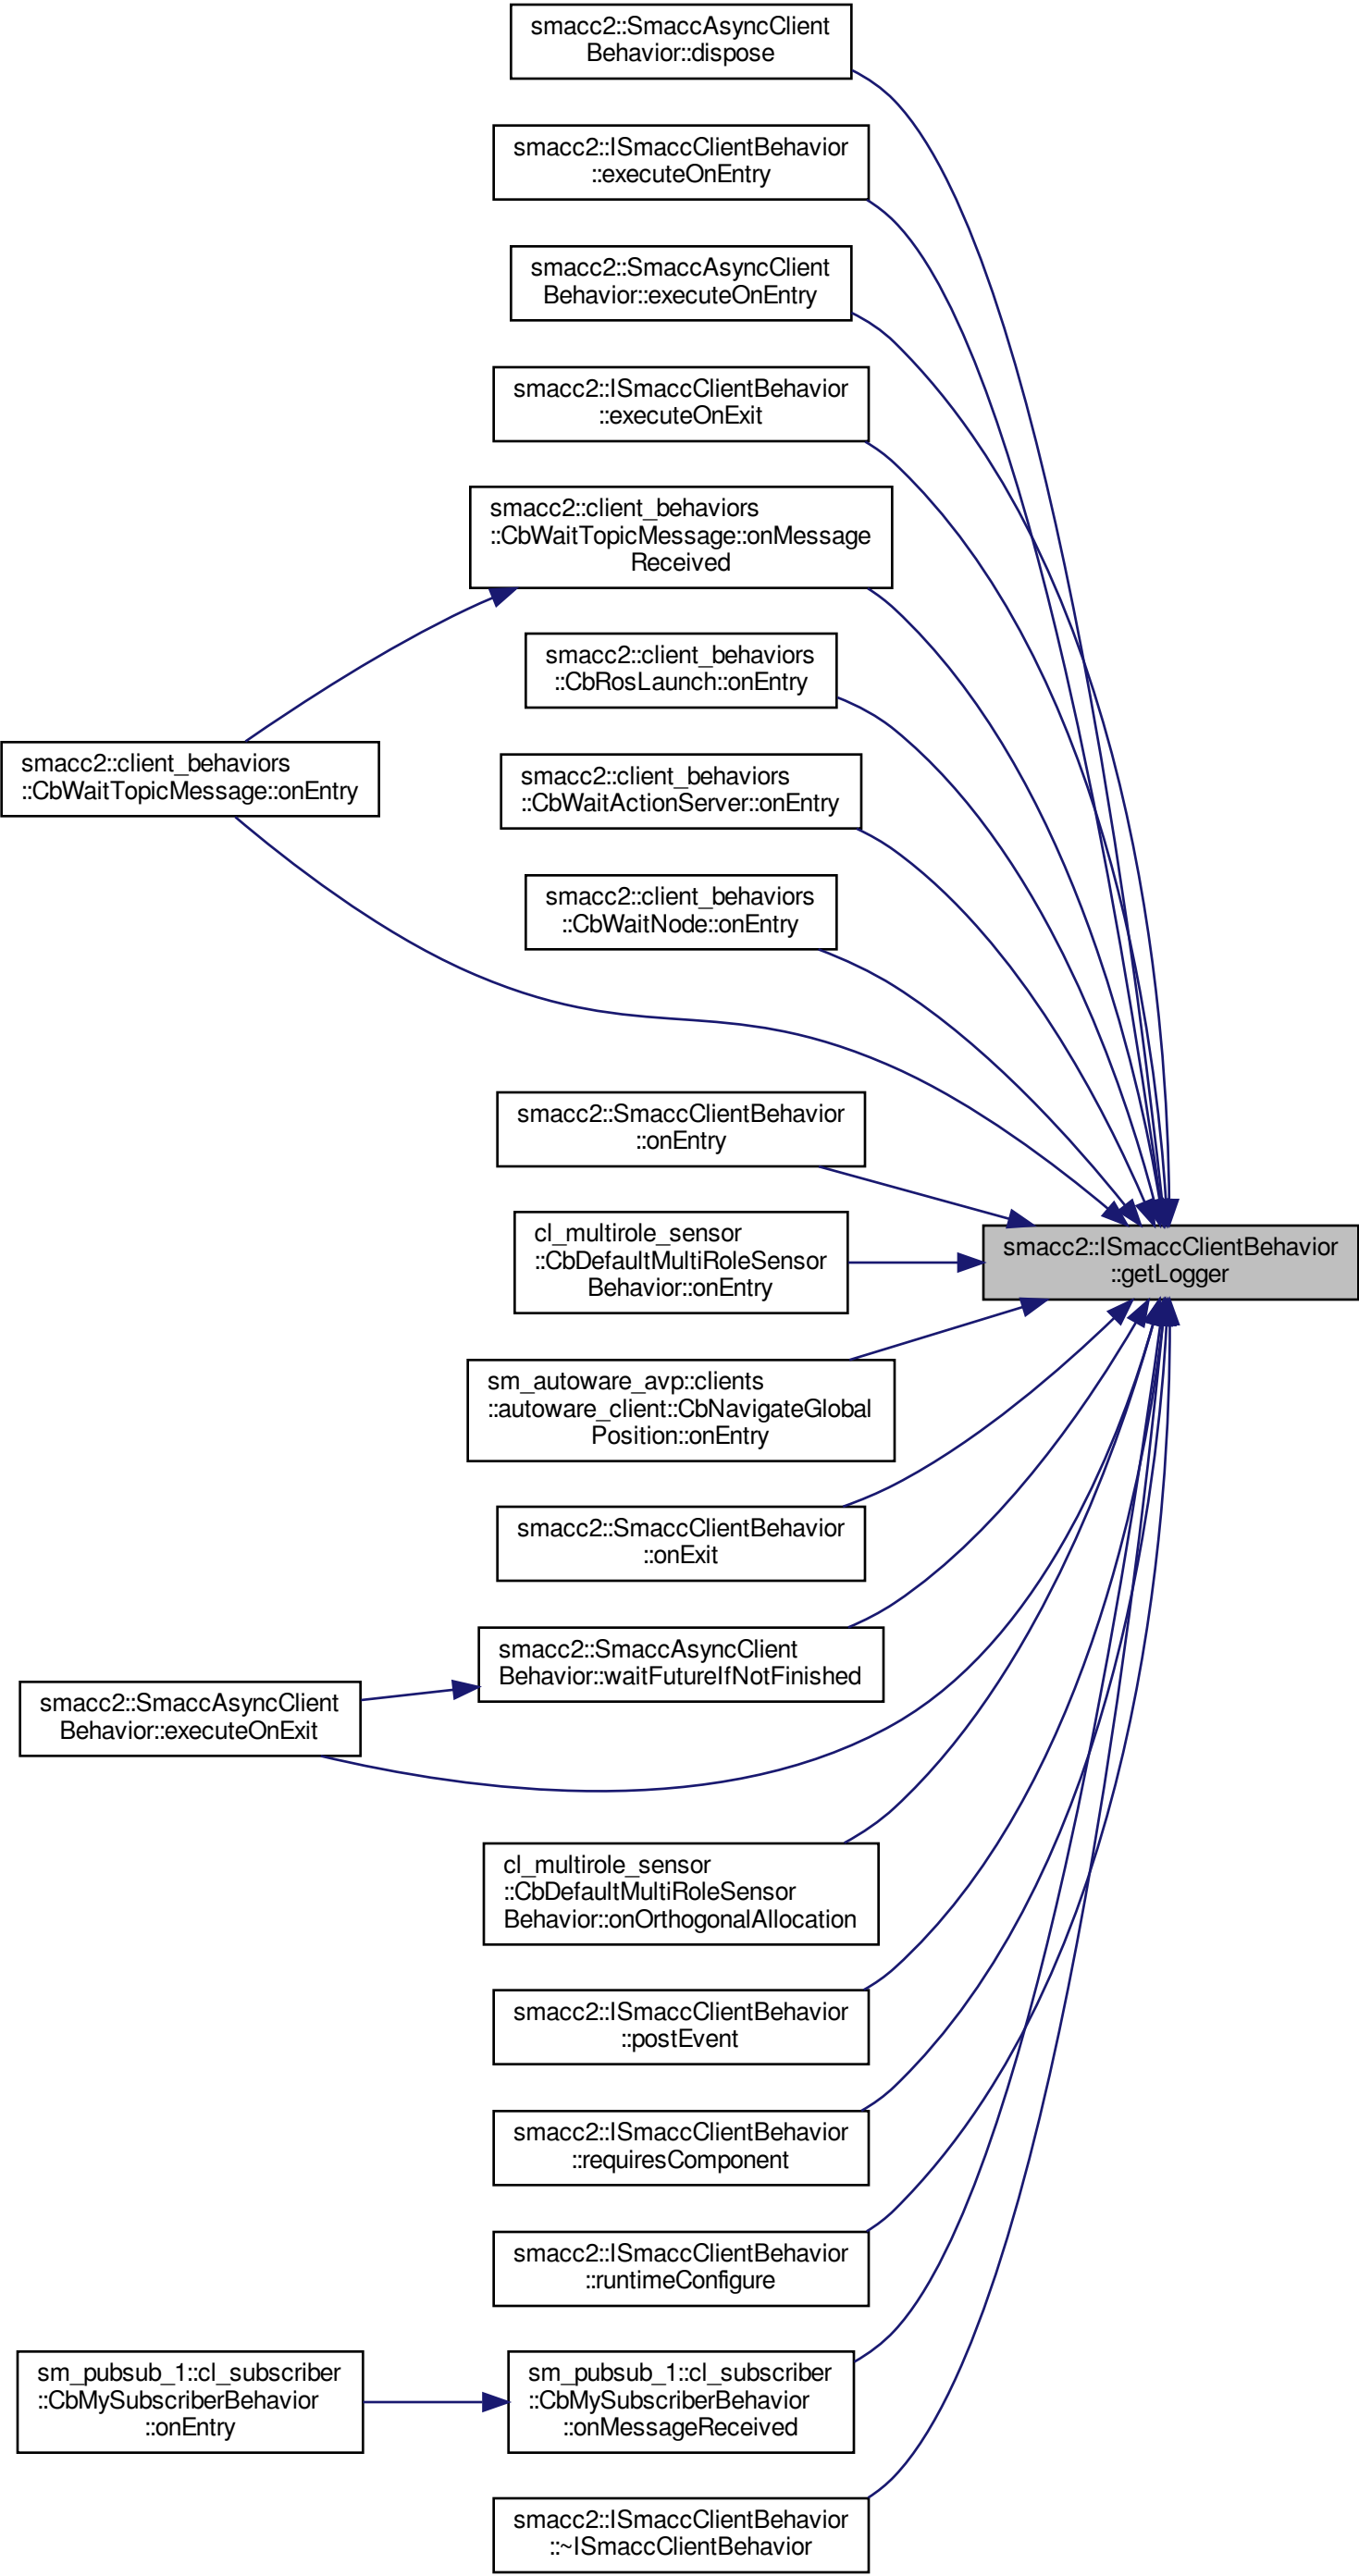 smacc2::SmaccAsyncClient
Behavior::dispose
smacc2::ISmaccClientBehavior
::executeOnEntry
smacc2::SmaccAsyncClient
Behavior::executeOnEntry
smacc2::ISmaccClientBehavior
::executeOnExit
smacc2::client_behaviors
::CbWaitTopicMessage::onMessage
Received
smacc2::client_behaviors
::CbRosLaunch::onEntry
smacc2::client_behaviors
::CbWaitTopicMessage::onEntry
smacc2::client_behaviors
::CbWaitActionServer::onEntry
smacc2::client_behaviors
::CbWaitNode::onEntry
smacc2::SmaccClientBehavior
::onEntry
cl_multirole_sensor
::CbDefaultMultiRoleSensor
Behavior::onEntry
smacc2::ISmaccClientBehavior
::getLogger
sm_autoware_avp::clients
::autoware_client::CbNavigateGlobal
Position::onEntry
smacc2::SmaccClientBehavior
::onExit
smacc2::SmaccAsyncClient
Behavior::waitFutureIfNotFinished
smacc2::SmaccAsyncClient
Behavior::executeOnExit
cl_multirole_sensor
::CbDefaultMultiRoleSensor
Behavior::onOrthogonalAllocation
smacc2::ISmaccClientBehavior
::postEvent
smacc2::ISmaccClientBehavior
::requiresComponent
smacc2::ISmaccClientBehavior
::runtimeConfigure
sm_pubsub_1::cl_subscriber
::CbMySubscriberBehavior
::onEntry
sm_pubsub_1::cl_subscriber
::CbMySubscriberBehavior
::onMessageReceived
smacc2::ISmaccClientBehavior
::~ISmaccClientBehavior